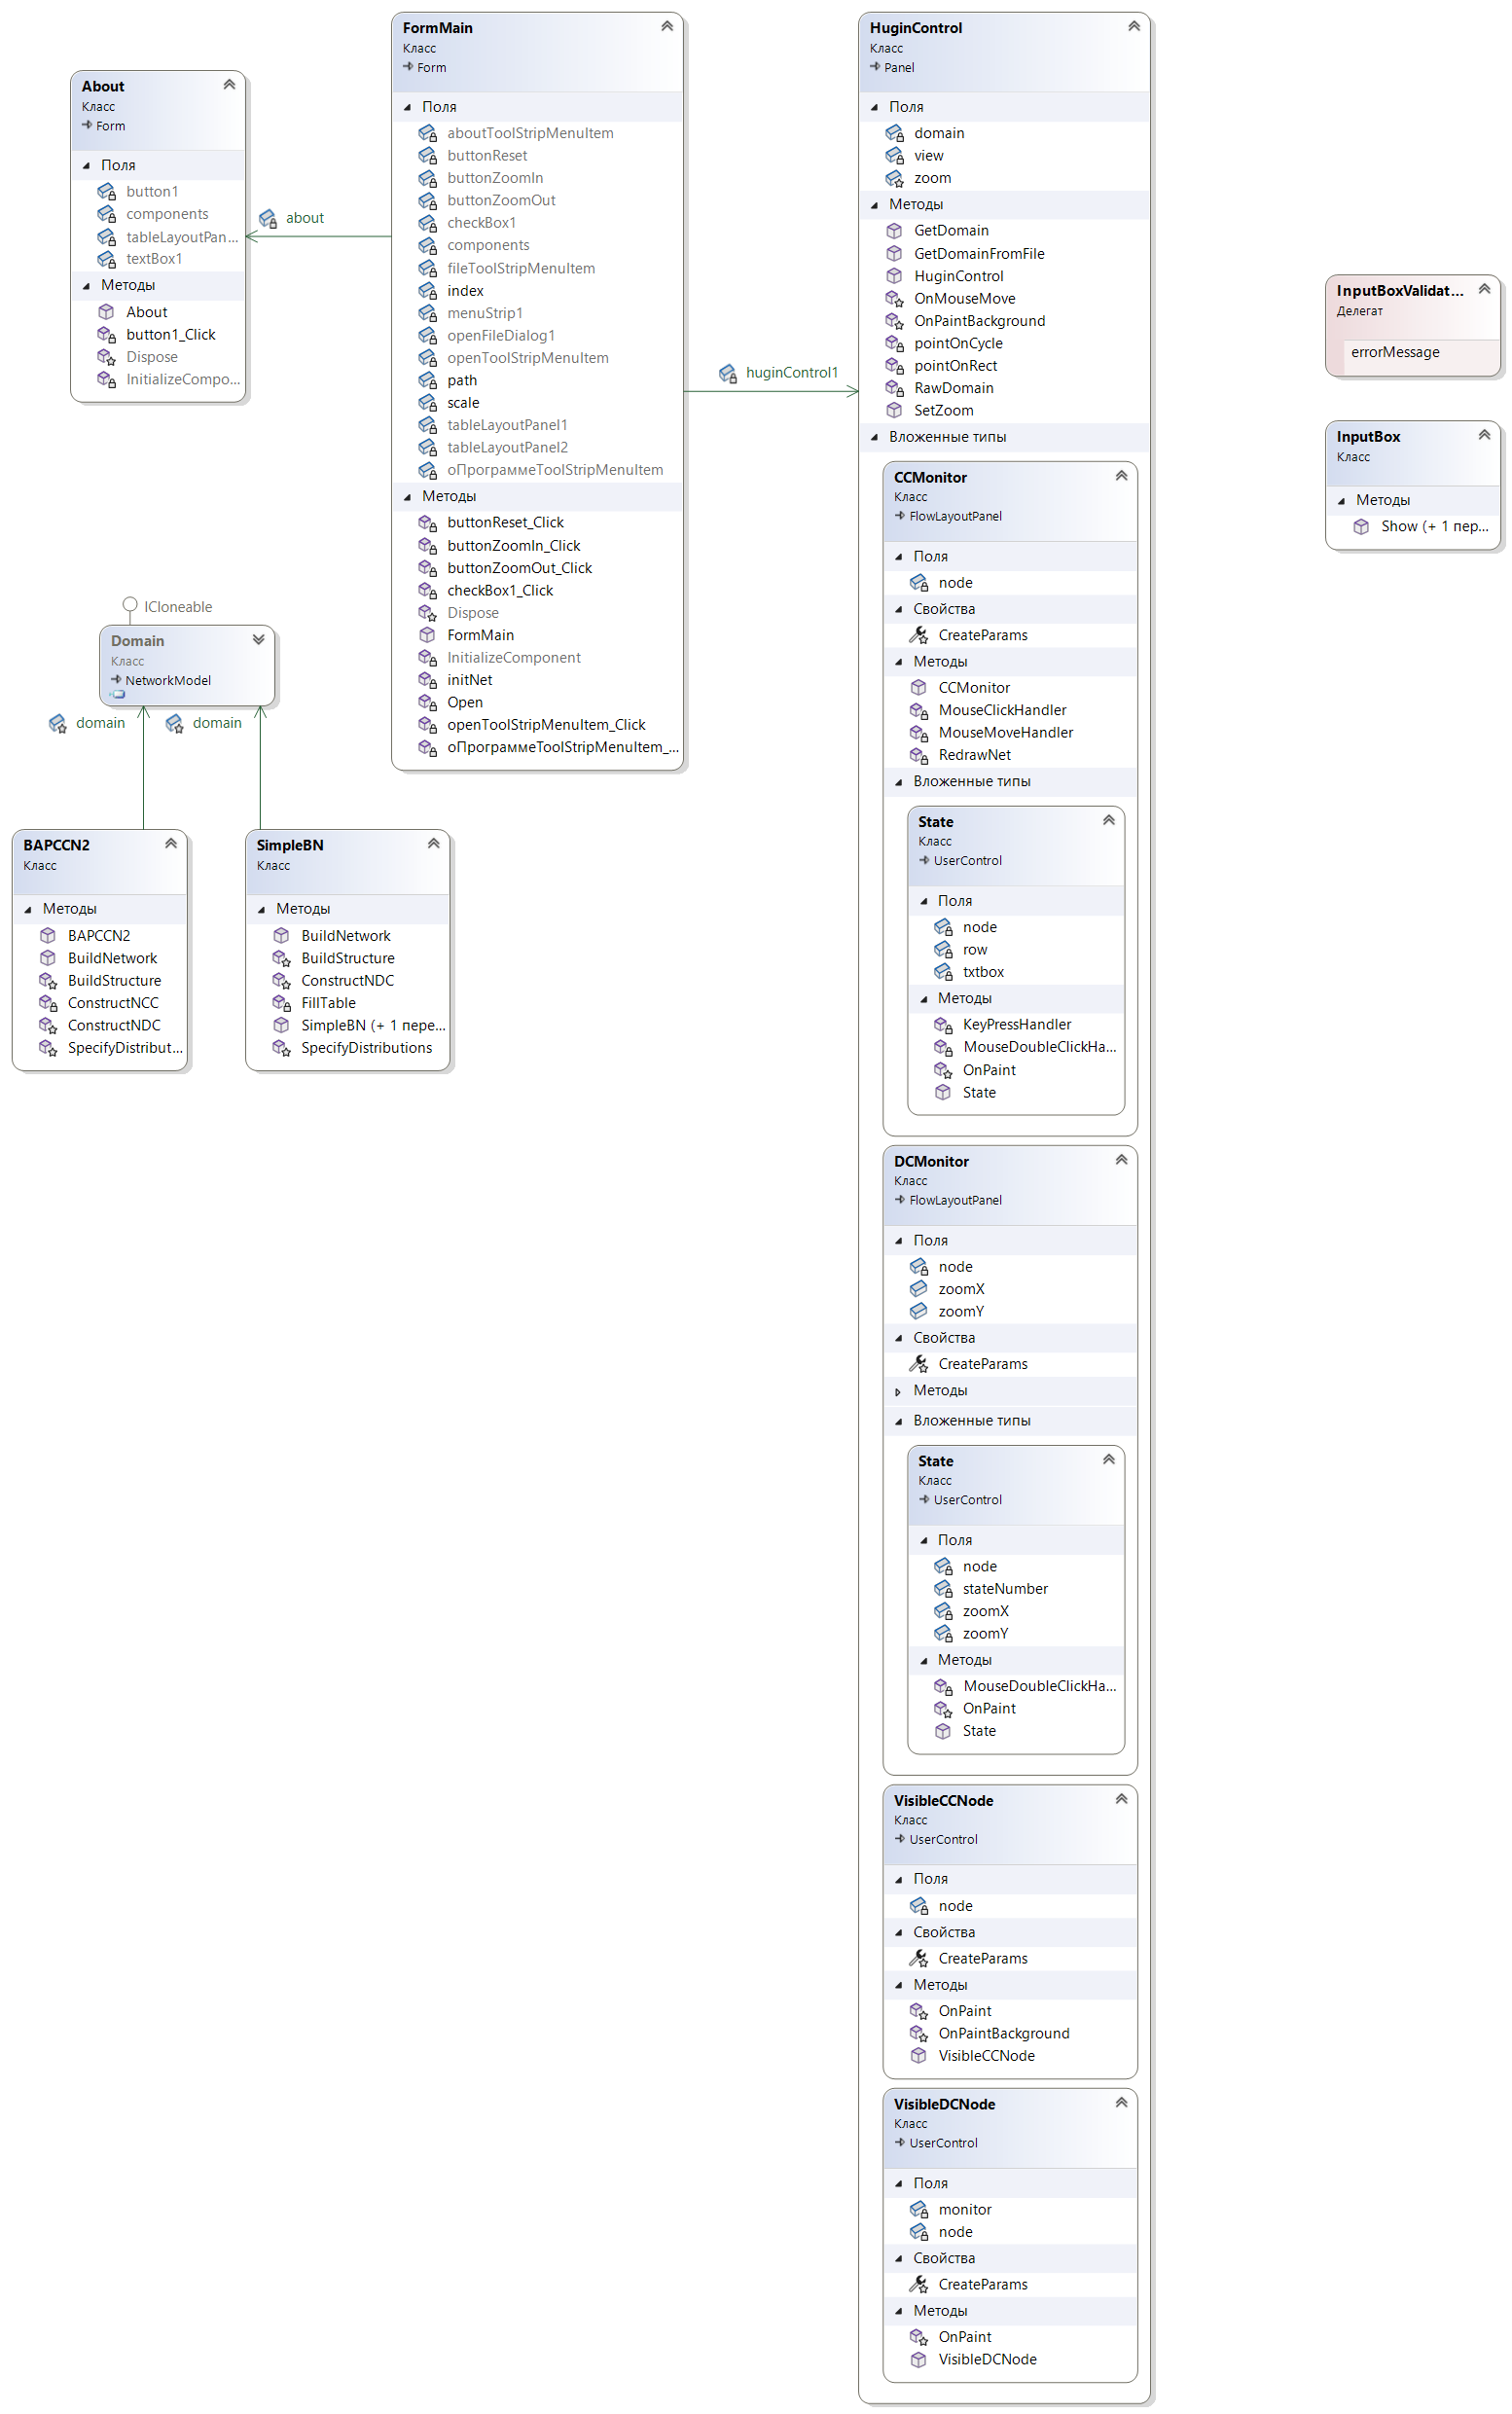 About
Класс
Form
Поля
button1
components
tableLayoutPan...
textBox1
Методы
About
button1_Click
Dispose
InitializeCompo...
about
FormMain
Класс
Form
Поля
aboutToolStripMenuItem
buttonReset
buttonZoomIn
buttonZoomOut
checkBox1
components
fileToolStripMenuItem
index
menuStrip1
openFileDialog1
openToolStripMenuItem
path
scale
tableLayoutPanel1
tableLayoutPanel2
оПрограммеToolStripMenuItem
Методы
buttonReset_Click
buttonZoomIn_Click
buttonZoomOut_Click
checkBox1_Click
Dispose
FormMain
InitializeComponent
initNet
Open
openToolStripMenuItem_Click
оПрограммеToolStripMenuItem_...
huginControl1
ICloneable
Domain
Класс
NetworkModel
domain
domain
BAPCCN2
Класс
Методы
BAPCCN2
BuildNetwork
BuildStructure
ConstructNCC
ConstructNDC
SpecifyDistribut...
SimpleBN
Класс
Методы
BuildNetwork
BuildStructure
ConstructNDC
FillTable
SimpleBN (+ 1 пере...
SpecifyDistributions
HuginControl
Класс
Panel
Поля
domain
view
zoom
Методы
GetDomain
GetDomainFromFile
HuginControl
OnMouseMove
OnPaintBackground
pointOnCycle
pointOnRect
RawDomain
SetZoom
Вложенные типы
CCMonitor
Класс
FlowLayoutPanel
Поля
node
Свойства
CreateParams
Методы
CCMonitor
MouseClickHandler
MouseMoveHandler
RedrawNet
Вложенные типы
State
Класс
UserControl
Поля
node
row
txtbox
Методы
KeyPressHandler
MouseDoubleClickHa...
OnPaint
State
DCMonitor
Класс
FlowLayoutPanel
Поля
node
zoomX
zoomY
Свойства
CreateParams
Методы
Вложенные типы
State
Класс
UserControl
Поля
node
stateNumber
zoomX
zoomY
Методы
MouseDoubleClickHa...
OnPaint
State
VisibleCCNode
Класс
UserControl
Поля
node
Свойства
CreateParams
Методы
OnPaint
OnPaintBackground
VisibleCCNode
VisibleDCNode
Класс
UserControl
Поля
monitor
node
Свойства
CreateParams
Методы
OnPaint
VisibleDCNode
InputBoxValidat...
Делегат
errorMessage
InputBox
Класс
Методы
Show (+ 1 пер...